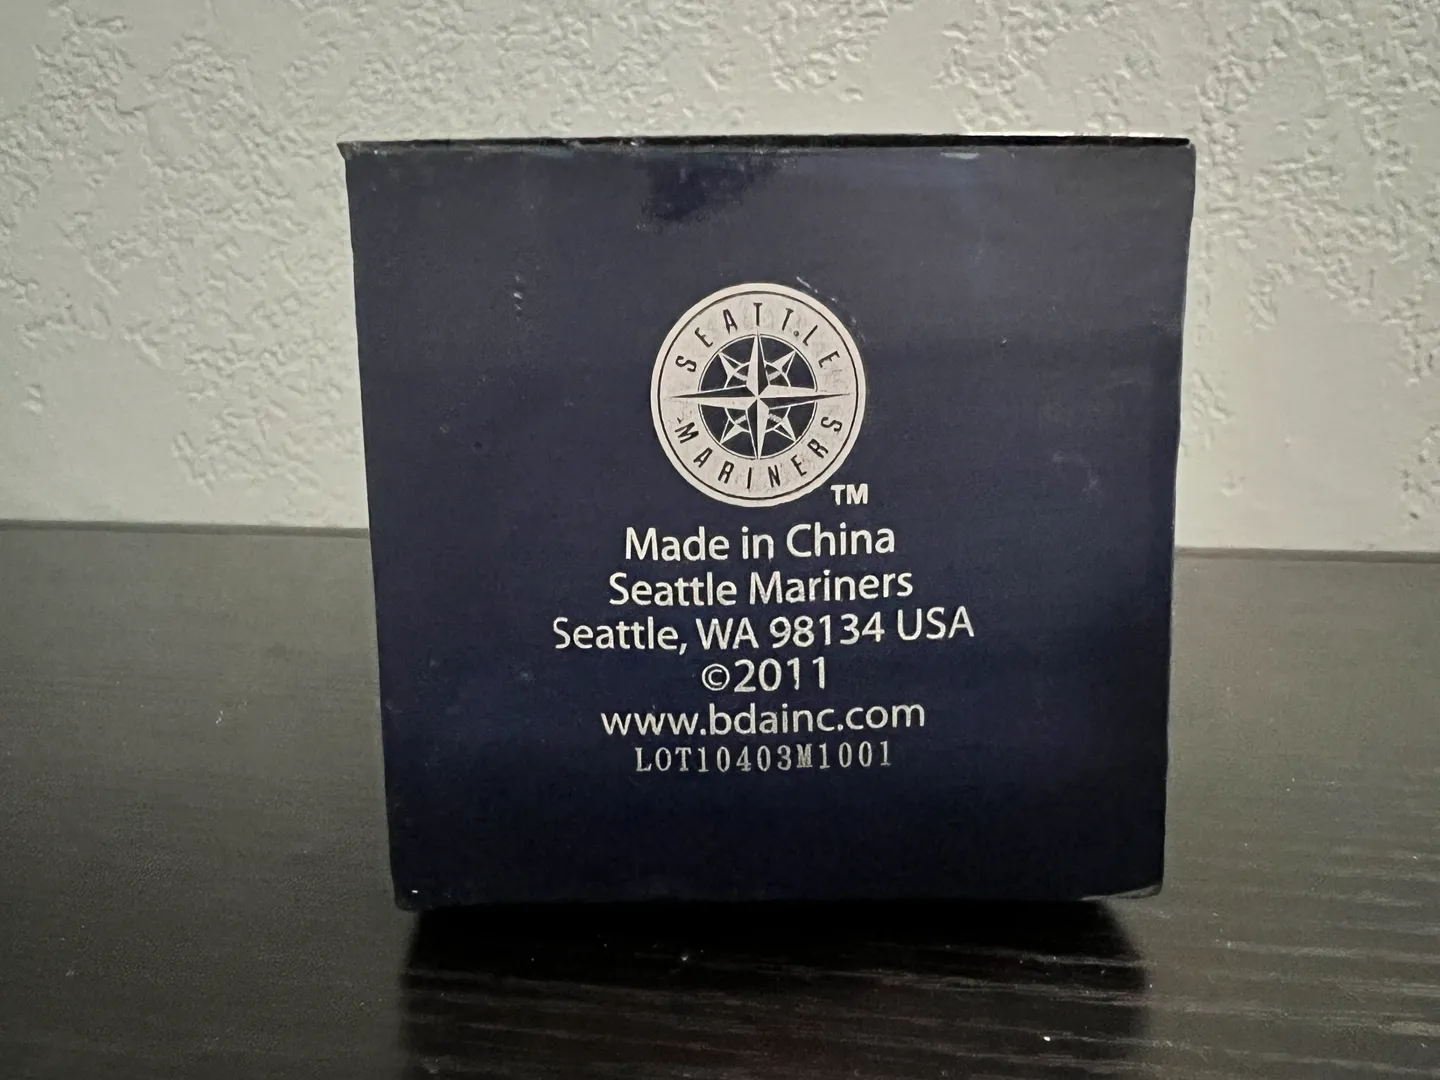 SEATTLE
MARINERS
TM
Made in China
Seattle Mariners
Seattle, WA 98134 USA
©2011
www.bdainc.com
LOT10403M1001